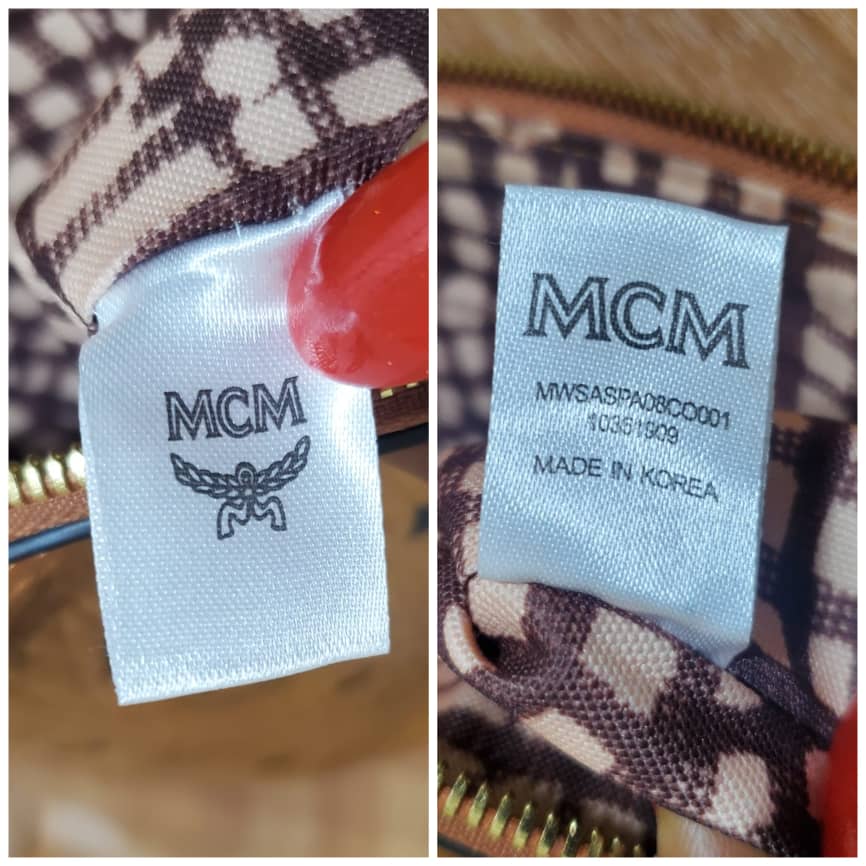 MCM
MCM
MWSASPA08CO001
10351909
MADE IN KOREA